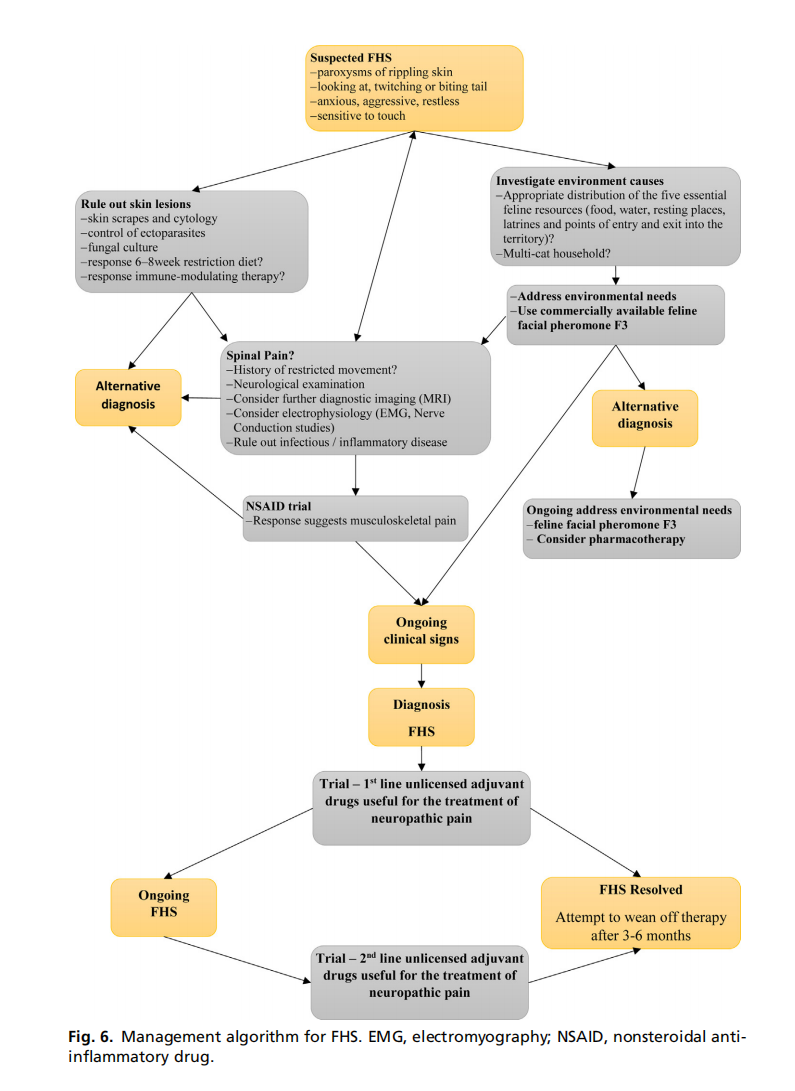 Suspected FHS
–paroxysms of rippling skin
–looking at, twitching or biting tail
–anxious, aggressive, restless
–sensitive to touch
Rule out skin lesions
–skin scrapes and cytology
–control of ectoparasites
–fungal culture
–response 6–8week restriction diet?
–response immune-modulating therapy?
Investigate environment causes
–Appropriate distribution of the five essential
feline resources (food, water, resting places,
latrines and points of entry and exit into the
territory)?
–Multi-cat household?
–Address environmental needs
–Use commercially available feline
facial pheromone F3
Spinal Pain?
–History of restricted movement?
–Neurological examination
–Consider further diagnostic imaging (MRI)
–Consider electrophysiology (EMG, Nerve
Conduction studies)
–Rule out infectious / inflammatory disease
Alternative
diagnosis
Alternative
diagnosis
NSAID trial
–Response suggests musculoskeletal pain
Ongoing address environmental needs
–feline facial pheromone F3
– Consider pharmacotherapy
Ongoing
clinical signs
Diagnosis
FHS
Trial – 1st line unlicensed adjuvant
drugs useful for the treatment of
neuropathic pain
Ongoing
FHS
FHS Resolved
Attempt to wean off therapy
after 3-6 months
Trial – 2nd line unlicensed adjuvant
drugs useful for the treatment of
neuropathic pain
Fig. 6. Management algorithm for FHS. EMG, electromyography; NSAID, nonsteroidal anti-
inflammatory drug.